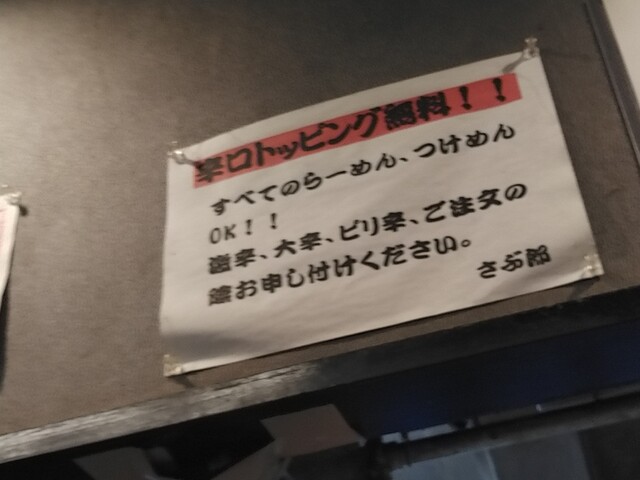 辛口トッピング無料！！
すべてのらーめん、つけめん
OK！！
激辛、大辛、ピリ辛、ご注文の
際お申し付けください。
さぶ郎